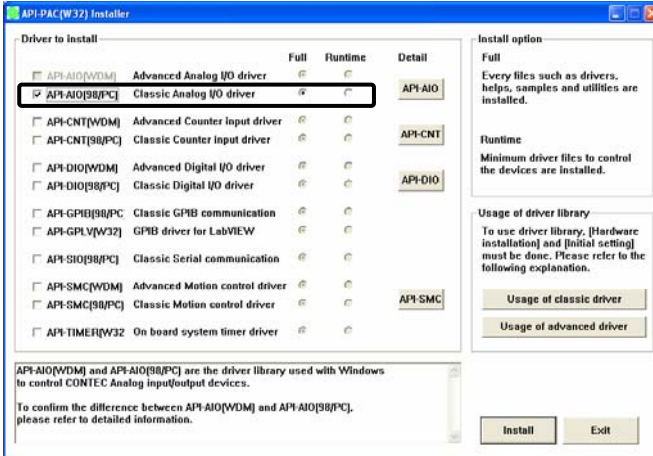 API-PAC(W32) Installer
Driver to install
Full Runtime Detail
API-AIO(WDM) Advanced Analog I/O driver
API-AIO(98/PC) Classic Analog I/O driver
API-AIO
API-CNT(WDM) Advanced Counter input driver
API-CNT(98/PC) Classic Counter input driver
API-CNT
API-DIO(WDM) Advanced Digital I/O driver
API-DIO(98/PC) Classic Digital I/O driver
API-DIO
API-GPIB(98/PC Classic GPIB communication
API-GPLV(W32) GPIB driver for LabVIEW
API-SIO(98/PC) Classic Serial communication
API-SMC(WDM) Advanced Motion control driver
API-SMC(98/PC) Classic Motion control driver
API-SMC
API-TIMER(W32 On board system timer driver
Install option
Full
Every files such as drivers,
helps, samples and utilities are
installed.
Runtime
Minimum driver files to control
the devices are installed.
Usage of driver library
To use driver library, [Hardware
installation] and [Initial setting]
must be done. Please refer to the
following explanation.
Usage of classic driver
Usage of advanced driver
API-AIO(WDM) and API-AIO(98/PC) are the driver library used with Windows
to control CONTEC Analog input/output devices.
To confirm the difference between API-AIO(WDM) and API-AIO(98/PC),
please refer to detailed information.
Install
Exit